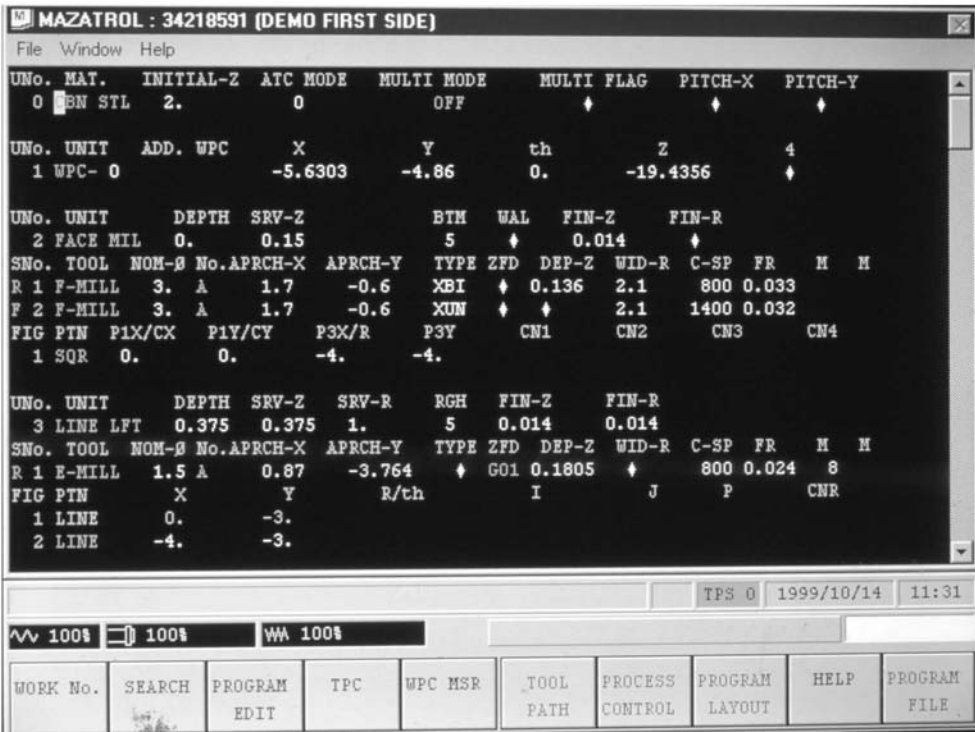 MAZATROL : 34218591 (DEMO FIRST SIDE)
File Window Help
UNo. MAT. INITIAL-Z ATC MODE MULTI MODE MULTI FLAG PITCH-X PITCH-Y
0 CBN STL 2. 0 OFF ♦ ♦ ♦
UNo. UNIT ADD. WPC X Y th Z 4
1 WPC- 0 -5.6303 -4.86 0. -19.4356 ♦
UNo. UNIT DEPTH SRV-Z BTM WAL FIN-Z FIN-R
2 FACE MIL 0. 0.15 5 ♦ 0.014 ♦
SNo. TOOL NOM-Ø No.APRCH-X APRCH-Y TYPE ZFD DEP-Z WID-R C-SP FR M M
R 1 F-MILL 3. A 1.7 -0.6 XBI ♦ 0.136 2.1 800 0.033
F 2 F-MILL 3. A 1.7 -0.6 XUN ♦ ♦ 2.1 1400 0.032
FIG PTN P1X/CX P1Y/CY P3X/R P3Y CN1 CN2 CN3 CN4
1 SQR 0. 0. -4. -4.
UNo. UNIT DEPTH SRV-Z SRV-R RGH FIN-Z FIN-R
3 LINE LFT 0.375 0.375 1. 5 0.014 0.014
SNo. TOOL NOM-Ø No.APRCH-X APRCH-Y TYPE ZFD DEP-Z WID-R C-SP FR M M
R 1 E-MILL 1.5 A 0.87 -3.764 ♦ G01 0.1805 ♦ 800 0.024 8
FIG PTN X Y R/th I J P CNR
1 LINE 0. -3.
2 LINE -4. -3.
TPS 0 1999/10/14 11:31
100% 100% 100%
WORK No. SEARCH PROGRAM EDIT TPC WPC MSR TOOL PATH PROCESS CONTROL PROGRAM LAYOUT HELP PROGRAM FILE